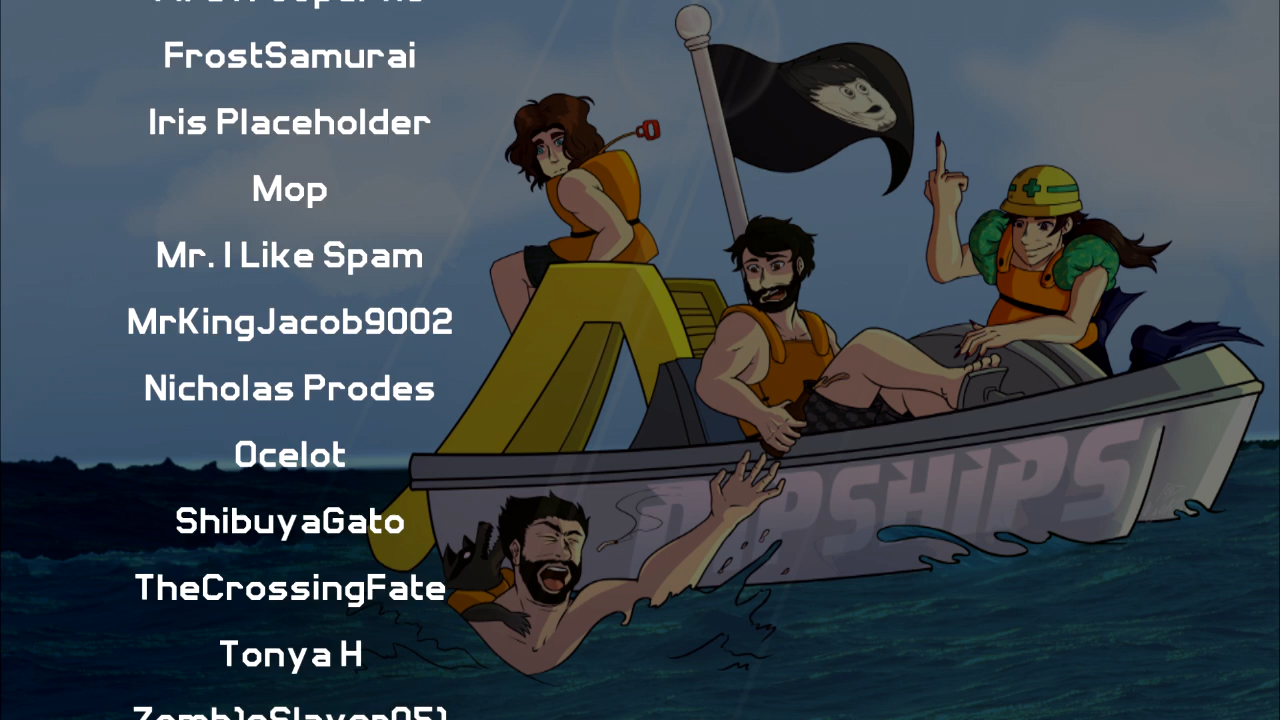 FrostSamurai
Iris Placeholder
Mop
Mr. I Like Spam
MrKingJacob9002
Nicholas Prodes
Ocelot
ShibuyaGato
TheCrossingFate
Tonya H